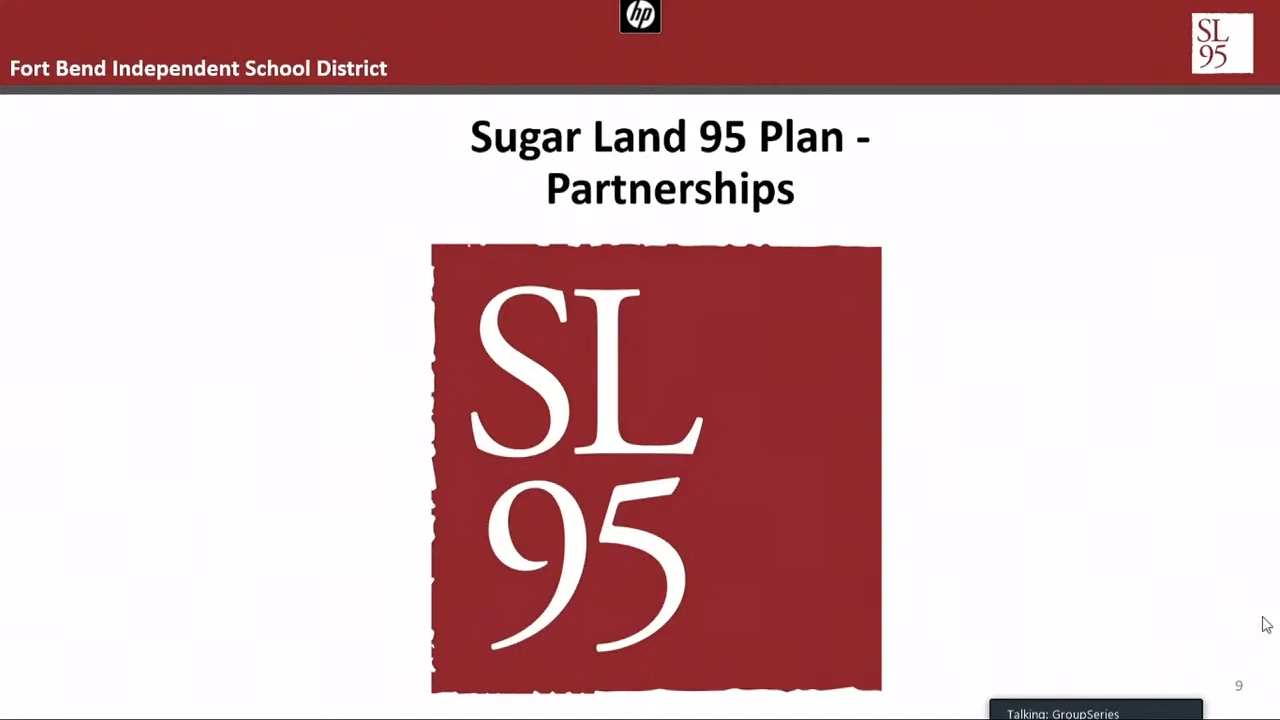 hp
SL
95
Fort Bend Independent School District
Sugar Land 95 Plan -
Partnerships
SL
95
9
Talking: GroupSeries